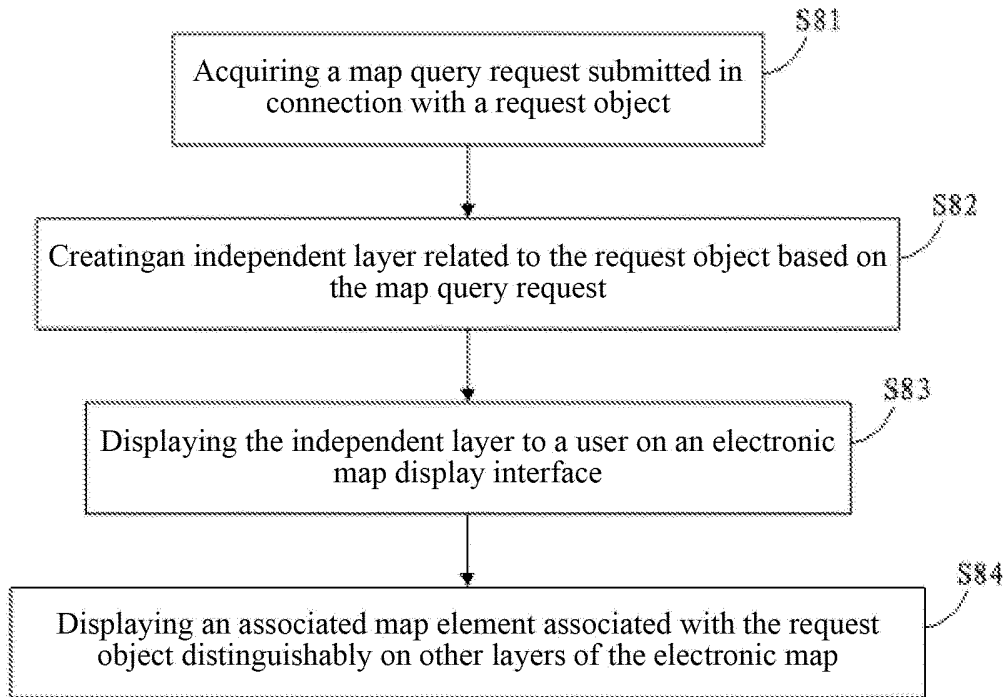 S81
Acquiring a map query request submitted in
connection with a request object
S82
Creatingan independent layer related to the request object based on
the map query request
S83
Displaying the independent layer to a user on an electronic
map display interface
S84
Displaying an associated map element associated with the request
object distinguishably on other layers of the electronic map